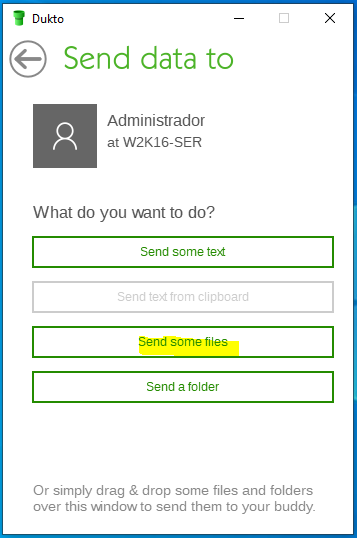 Dukto
Send data to
Administrador
at W2K16-SER
What do you want to do?
Send some text
Send text from clipboard
Send some files
Send a folder
Or simply drag & drop some files and folders
over this window to send them to your buddy.